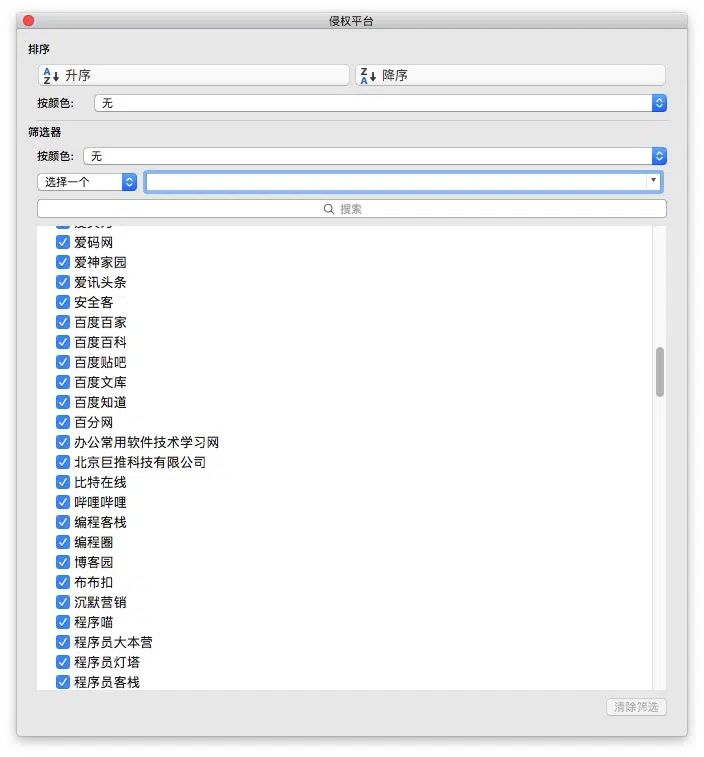 侵权平台
排序
升序
降序
按颜色: 无
筛选器
按颜色: 无
选择一个
搜索
爱码网
爱神家园
爱讯头条
安全客
百度百家
百度百科
百度贴吧
百度文库
百度知道
百分网
办公常用软件技术学习网
北京巨推科技有限公司
比特在线
哔哩哔哩
编程客栈
编程圈
博客园
布布扣
沉默营销
程序喵
程序员大本营
程序员灯塔
程序员客栈
清除筛选